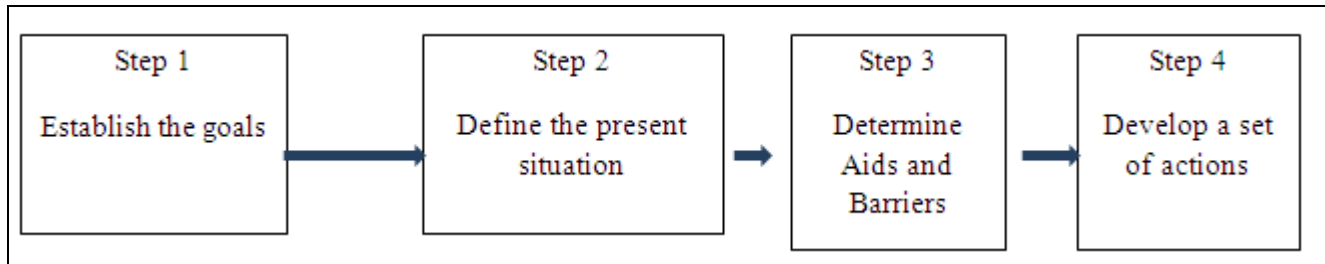 Step 1
Establish the goals
Step 2
Define the present
situation
Step 3
Determine
Aids and
Barriers
Step 4
Develop a set
of actions